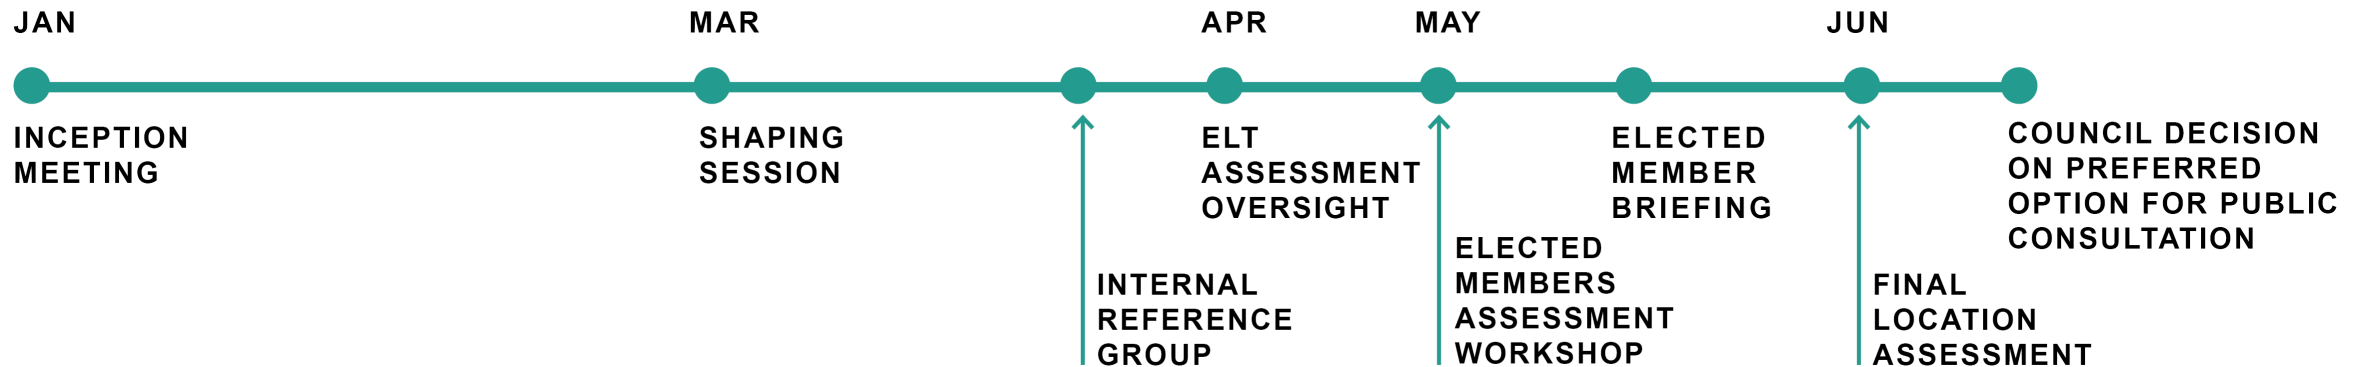 JAN
MAR
APR
MAY
JUN
INCEPTION
MEETING
SHAPING
SESSION
INTERNAL
REFERENCE
GROUP
ELT
ASSESSMENT
OVERSIGHT
ELECTED
MEMBERS
ASSESSMENT
WORKSHOP
ELECTED
MEMBER
BRIEFING
FINAL
LOCATION
ASSESSMENT
COUNCIL DECISION
ON PREFERRED
OPTION FOR PUBLIC
CONSULTATION